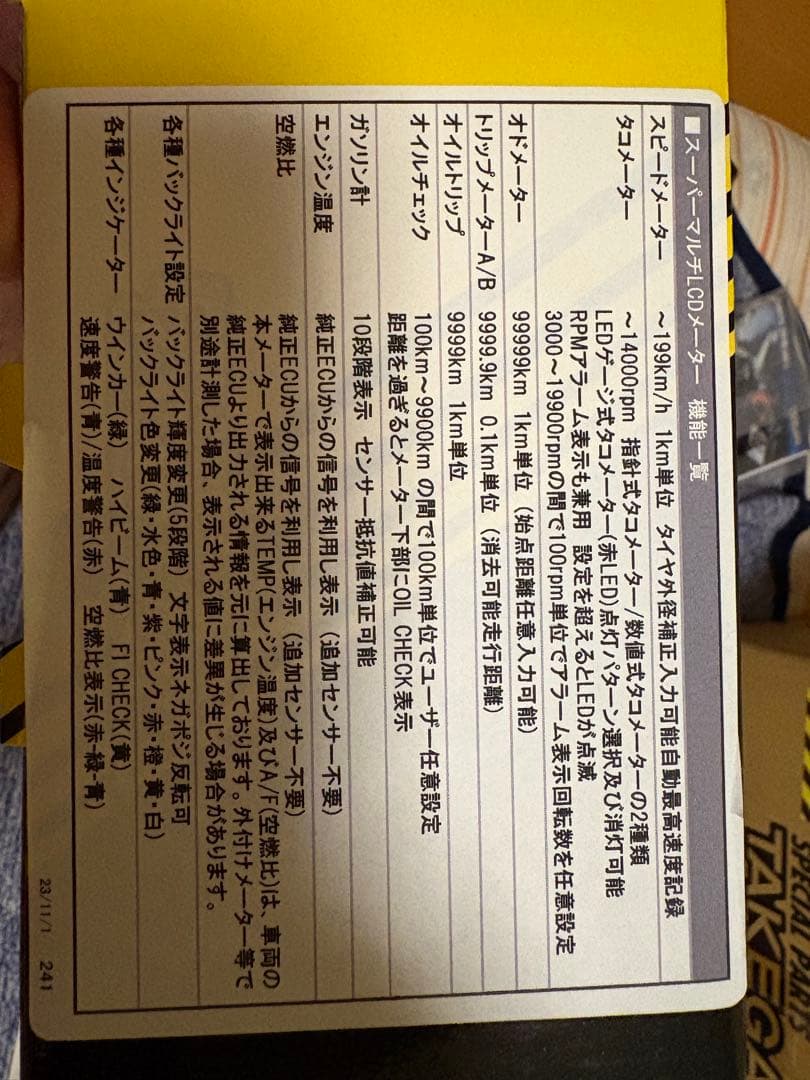 ■スーパーマルチLCDメーター 機能一覧
スピードメーター ～199km/h 1km単位 タイヤ外径補正入力可能自動最高速度記録
タコメーター ～14000rpm 指針式タコメーター/数値式タコメーターの2種類
LEDゲージ式タコメーター(赤LED)点灯パターン選択及び消灯可能
RPMアラーム表示も兼用 設定を超えるとLEDが点滅
3000～19900rpmの間で100rpm単位でアラーム表示回転数を任意設定
オドメーター 99999km 1km単位 (始点距離任意入力可能)
トリップメーターA/B 9999.9km 0.1km単位 (消去可能走行距離)
オイルトリップ 9999km 1km単位
オイルチェック 100km～9900km の間で100km単位でユーザー任意設定
距離を過ぎるとメーター下部にOIL CHECK表示
ガソリン計 10段階表示 センサー抵抗値補正可能
エンジン温度 純正ECUからの信号を利用し表示 (追加センサー不要)
空燃比 純正ECUからの信号を利用し表示 (追加センサー不要)
本メーターで表示出来るTEMP(エンジン温度)及びA/F(空燃比)は、車両の
純正ECUより出力される情報を元に算出しております。外付けメーター等で
別途計測した場合、表示される値に差異が生じる場合があります。
各種バックライト設定 バックライト輝度変更(5段階) 文字表示ネガポジ反転可
バックライト色変更(緑・水色・青・紫・ピンク・赤・橙・黄・白)
各種インジケーター ウインカー(緑) ハイビーム(青) FI CHECK(黄)
速度警告(青)/温度警告(赤) 空燃比表示(赤-緑-青)
23/11/1 241
SPECIAL PARTS
TAKEGA